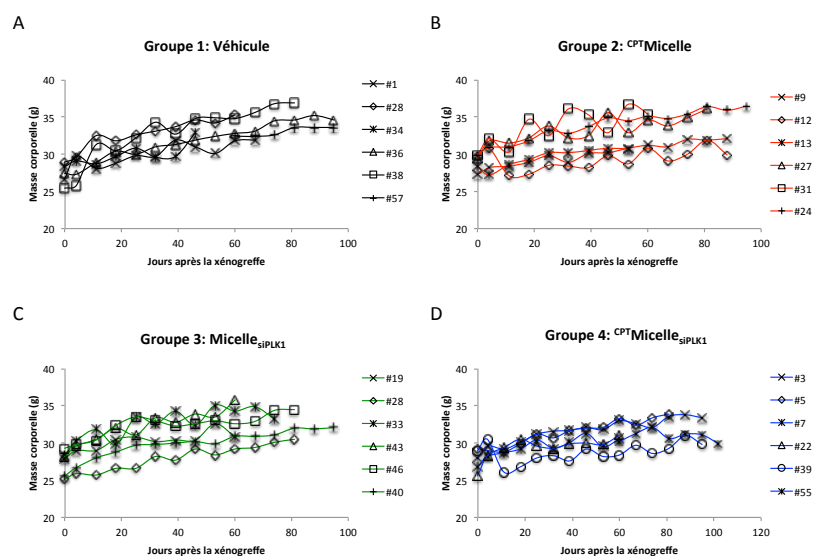 A
Groupe 1: Véhicule
Masse corporelle (g)
40
35
30
25
20
0 20 40 60 80 100
Jours après la xénogreffe
#1
#28
#34
#36
#38
#57
B
Groupe 2: CPTMicelle
Masse corporelle (g)
40
35
30
25
20
0 20 40 60 80 100
Jours après la xénogreffe
#9
#12
#13
#27
#31
#24
C
Groupe 3: MicellesiPLK1
Masse corporelle (g)
40
35
30
25
20
0 20 40 60 80 100
Jours après la xénogreffe
#19
#28
#33
#43
#46
#40
D
Groupe 4: CPTMicellesiPLK1
Masse corporelle (g)
40
35
30
25
20
0 20 40 60 80 100
Jours après la xénogreffe
#3
#5
#7
#22
#39
#55